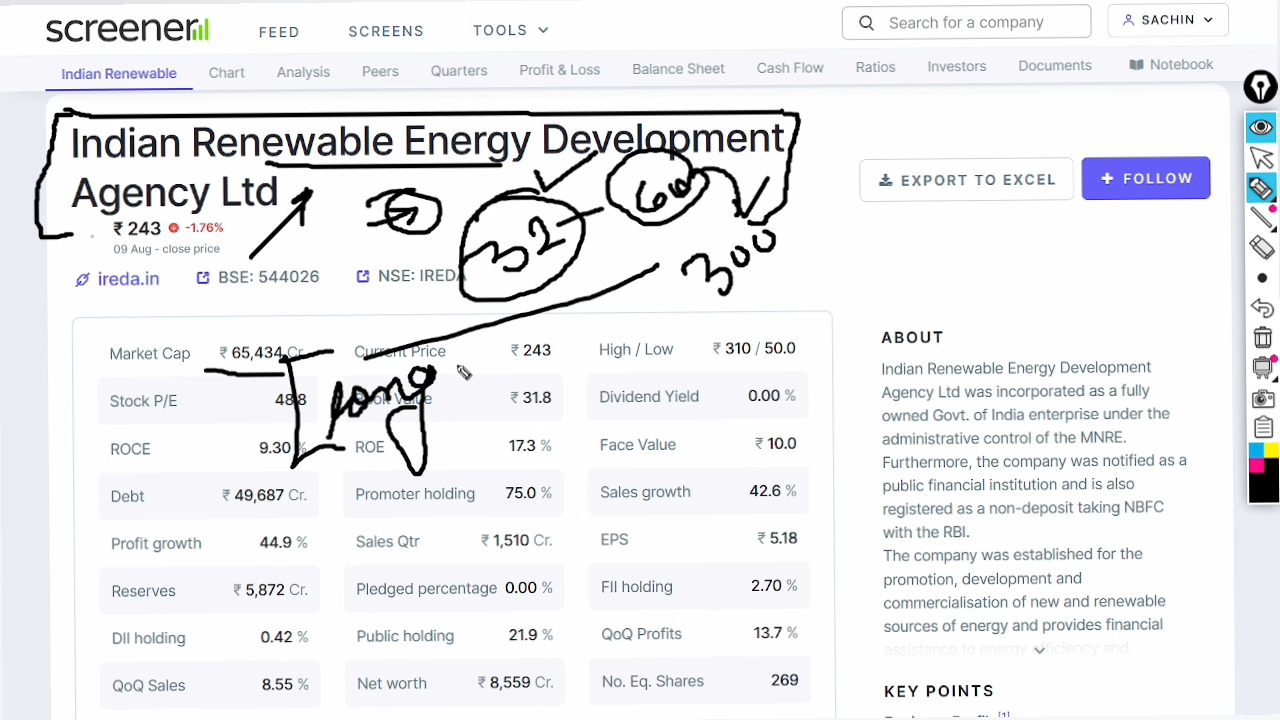 screener
FEED SCREENS TOOLS
Search for a company
SACHIN
Indian Renewable Chart Analysis Peers Quarters Profit & Loss Balance Sheet Cash Flow Ratios Investors Documents Notebook
Indian Renewable Energy Development
Agency Ltd
₹ 243 -1.76%
09 Aug - close price
ireda.in BSE: 544026 NSE: IREDA
32 60 300
EXPORT TO EXCEL
+ FOLLOW
Long
Market Cap ₹ 65,434 Cr.
Current Price ₹ 243
High / Low ₹ 310 / 50.0
Stock P/E 48.8
Book Value ₹ 31.8
Dividend Yield 0.00 %
ROCE 9.30 %
ROE 17.3 %
Face Value ₹ 10.0
Debt ₹ 49,687 Cr.
Promoter holding 75.0 %
Sales growth 42.6 %
Profit growth 44.9 %
Sales Qtr ₹ 1,510 Cr.
EPS ₹ 5.18
Reserves ₹ 5,872 Cr.
Pledged percentage 0.00 %
FII holding 2.70 %
DII holding 0.42 %
Public holding 21.9 %
QoQ Profits 13.7 %
QoQ Sales 8.55 %
Net worth ₹ 8,559 Cr.
No. Eq. Shares 269
ABOUT
Indian Renewable Energy Development
Agency Ltd was incorporated as a fully
owned Govt. of India enterprise under the
administrative control of the MNRE.
Furthermore, the company was notified as a
public financial institution and is also
registered as a non-deposit taking NBFC
with the RBI.
The company was established for the
promotion, development and
commercialisation of new and renewable
sources of energy and provides financial
assistance to energy efficiency and
KEY POINTS
[1]